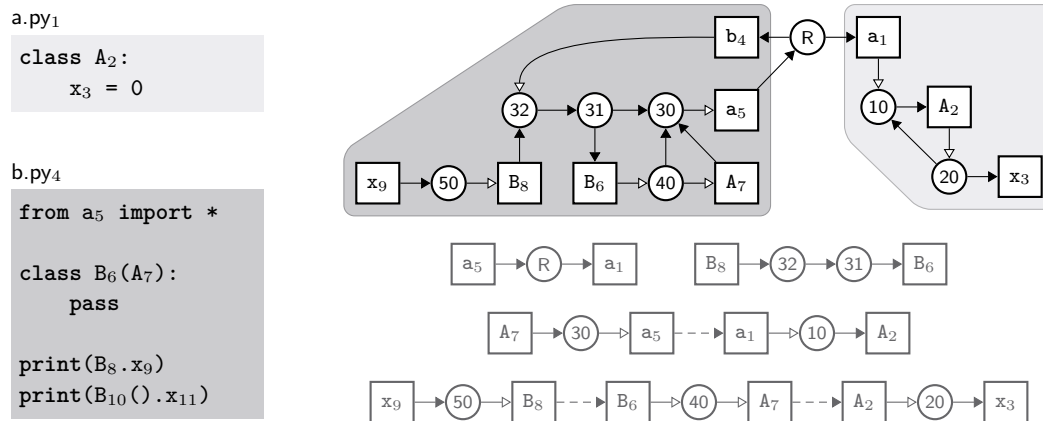 a.py₁
class A₂:
    x₃ = 0
b.py₄
from a₅ import *
class B₆(A₇):
    pass
print(B₈.x₉)
print(B₁₀().x₁₁)
b₄ R a₁
32 31 30 a₅ 10 A₂
x₉ 50 B₈ B₆ 40 A₇ 20 x₃
a₅ R a₁ B₈ 32 31 B₆
A₇ 30 a₅ a₁ 10 A₂
x₉ 50 B₈ B₆ 40 A₇ A₂ 20 x₃